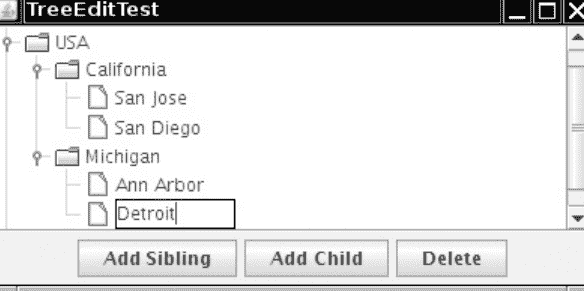 TreeEditTest
USA
California
San Jose
San Diego
Michigan
Ann Arbor
Detroit
Add Sibling Add Child Delete